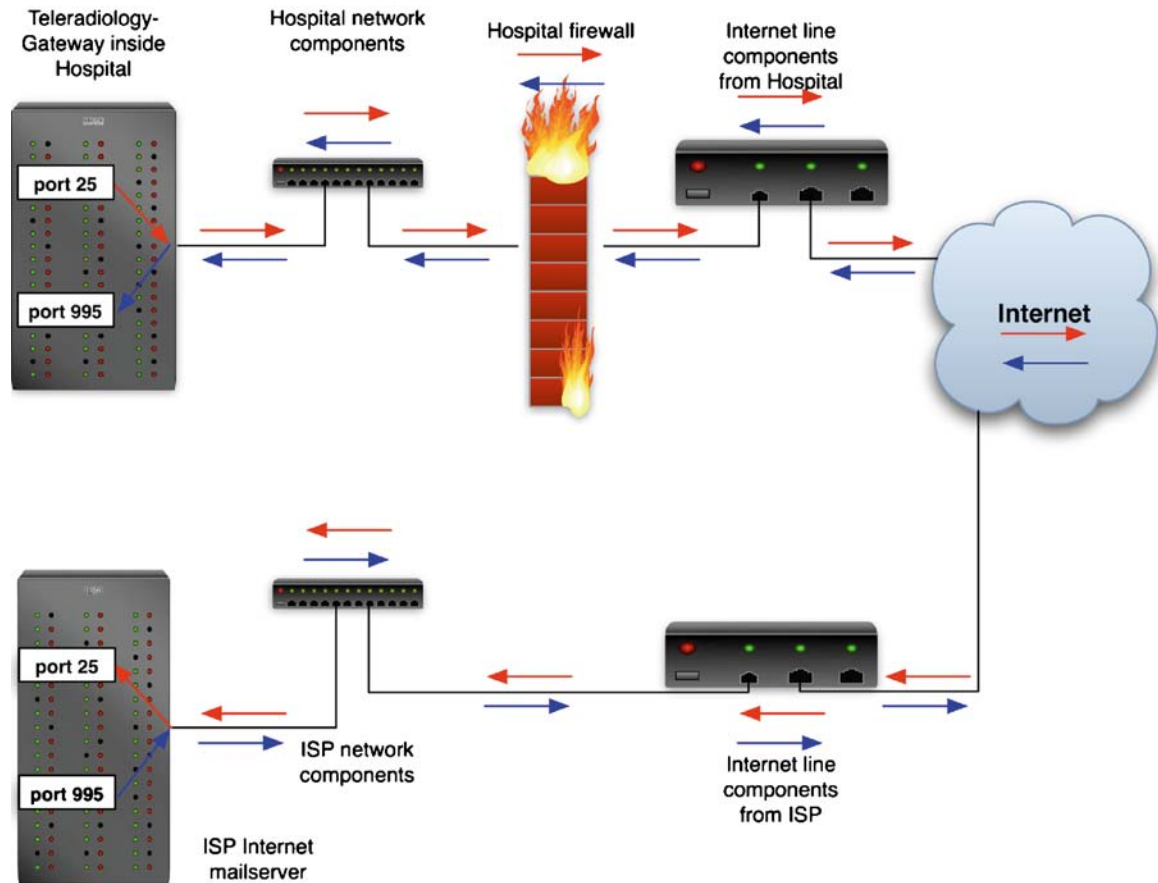 Teleradiology-
Gateway inside
Hospital
Hospital network
components
Hospital firewall
Internet line
components
from Hospital
port 25
port 995
Internet
port 25
port 995
ISP network
components
Internet line
components
from ISP
ISP Internet
mailserver